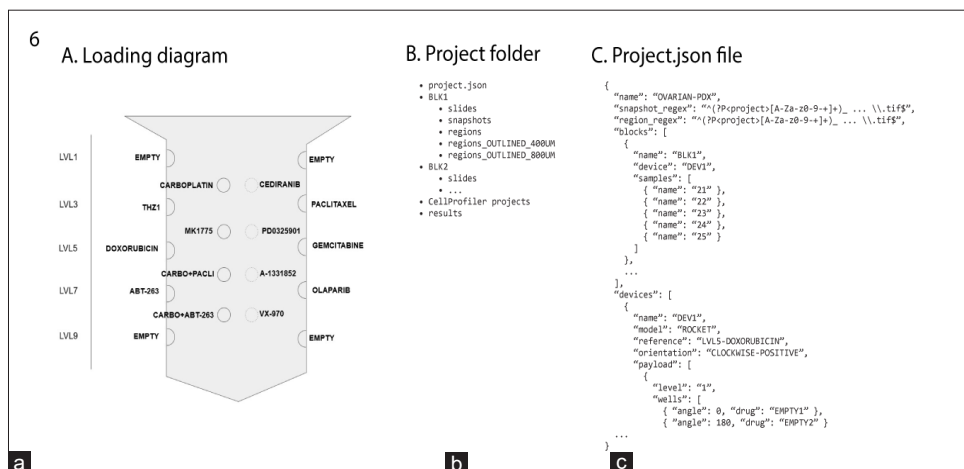 6
A. Loading diagram
LVL1
EMPTY
EMPTY
CARBOPLATIN
CEDIRANIB
LVL3
THZ1
PACLITAXEL
MK1775
PD0325901
LVL5
DOXORUBICIN
GEMCITABINE
CARBO+PACLI
A-1331852
LVL7
ABT-263
OLAPARIB
CARBO+ABT-263
VX-970
LVL9
EMPTY
EMPTY
a
B. Project folder
• project.json
• BLK1
• slides
• snapshots
• regions
• regions_OUTLINED_400UM
• regions_OUTLINED_800UM
• BLK2
• slides
• ...
• CellProfiler projects
• results
b
C. Project.json file
{
"name": "OVARIAN-PDX",
"snapshot_regex": "^(?P<project>[A-Za-z0-9-+]+)_ ... \\.tif$",
"region_regex": "^(?P<project>[A-Za-z0-9-+]+)_ ... \\.tif$",
"blocks": [
{
"name": "BLK1",
"device": "DEV1",
"samples": [
{ "name": "21" },
{ "name": "22" },
{ "name": "23" },
{ "name": "24" },
{ "name": "25" }
]
},
...
],
"devices": [
{
"name": "DEV1",
"model": "ROCKET",
"reference": "LVL5-DOXORUBICIN",
"orientation": "CLOCKWISE-POSITIVE",
"payload": [
{
"level": "1",
"wells": [
{ "angle": 0, "drug": "EMPTY1" },
{ "angle": 180, "drug": "EMPTY2" }
...
}
c